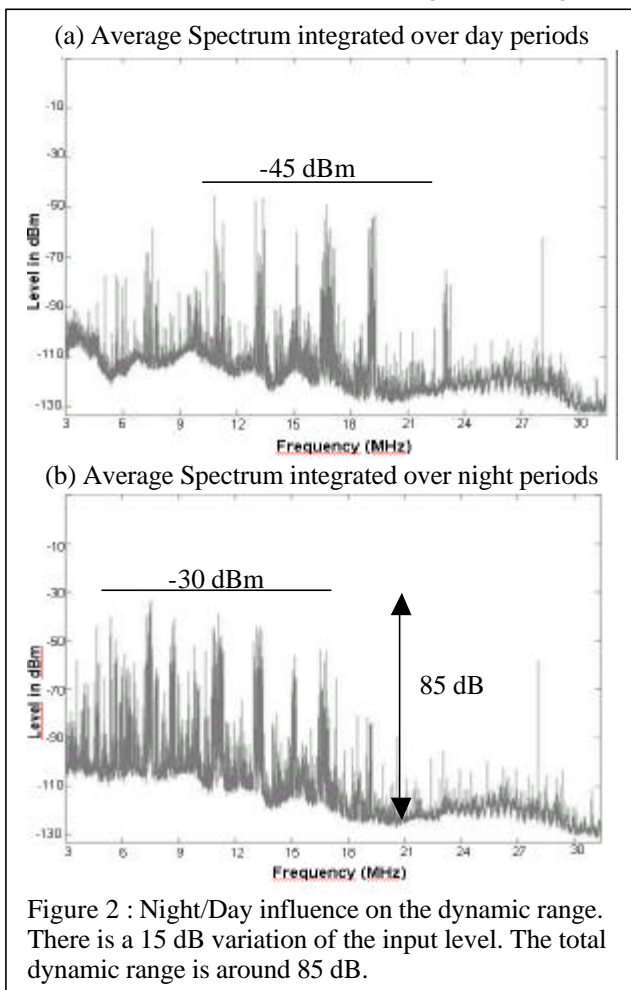 (a) Average Spectrum integrated over day periods
-10
-30
-45 dBm
-50
Level in dBm
-70
-90
-110
-130
3 6 9 12 15 18 21 24 27 30
Frequency (MHz)
(b) Average Spectrum integrated over night periods
-10
-30 dBm
-30
-50
Level in dBm
-70
85 dB
-90
-110
-130
3 6 9 12 15 18 21 24 27 30
Frequency (MHz)
Figure 2 : Night/Day influence on the dynamic range.
There is a 15 dB variation of the input level. The total
dynamic range is around 85 dB.